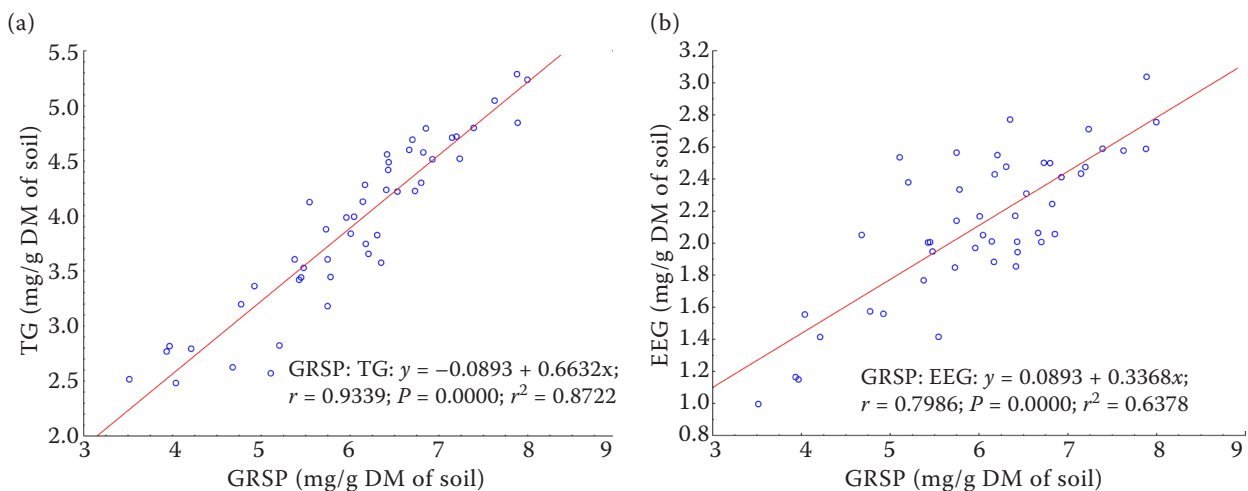 (a)
5.5
5.0
4.5
4.0
3.5
3.0
2.5
2.0
TG (mg/g DM of soil)
GRSP: TG: y = −0.0893 + 0.6632x;
r = 0.9339; P = 0.0000; r² = 0.8722
3 4 5 6 7 8 9
GRSP (mg/g DM of soil)
(b)
3.2
3.0
2.8
2.6
2.4
2.2
2.0
1.8
1.6
1.4
1.2
1.0
0.8
EEG (mg/g DM of soil)
GRSP: EEG: y = 0.0893 + 0.3368x;
r = 0.7986; P = 0.0000; r² = 0.6378
3 4 5 6 7 8 9
GRSP (mg/g DM of soil)